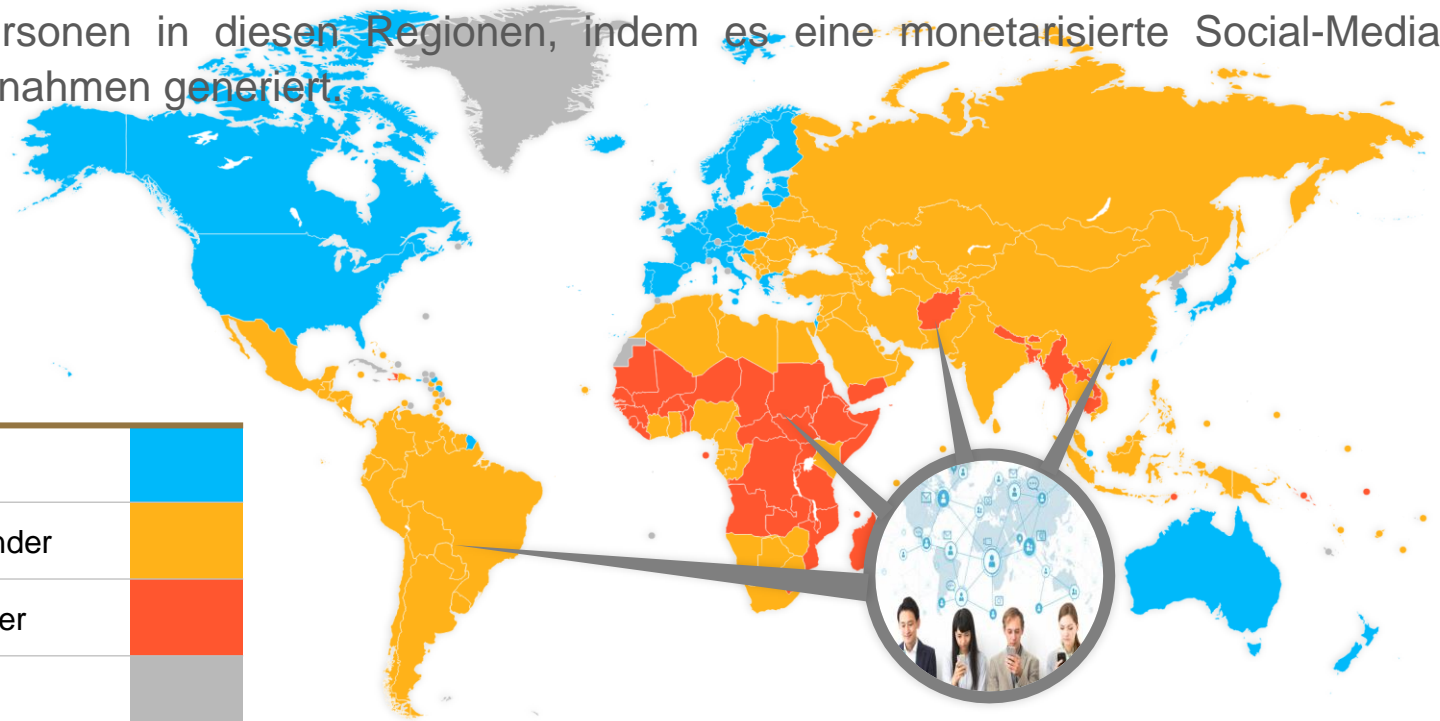 rsonen in diesen Regionen, indem es eine monetarisierte Social-Media
nahmen generiert.
nder
er